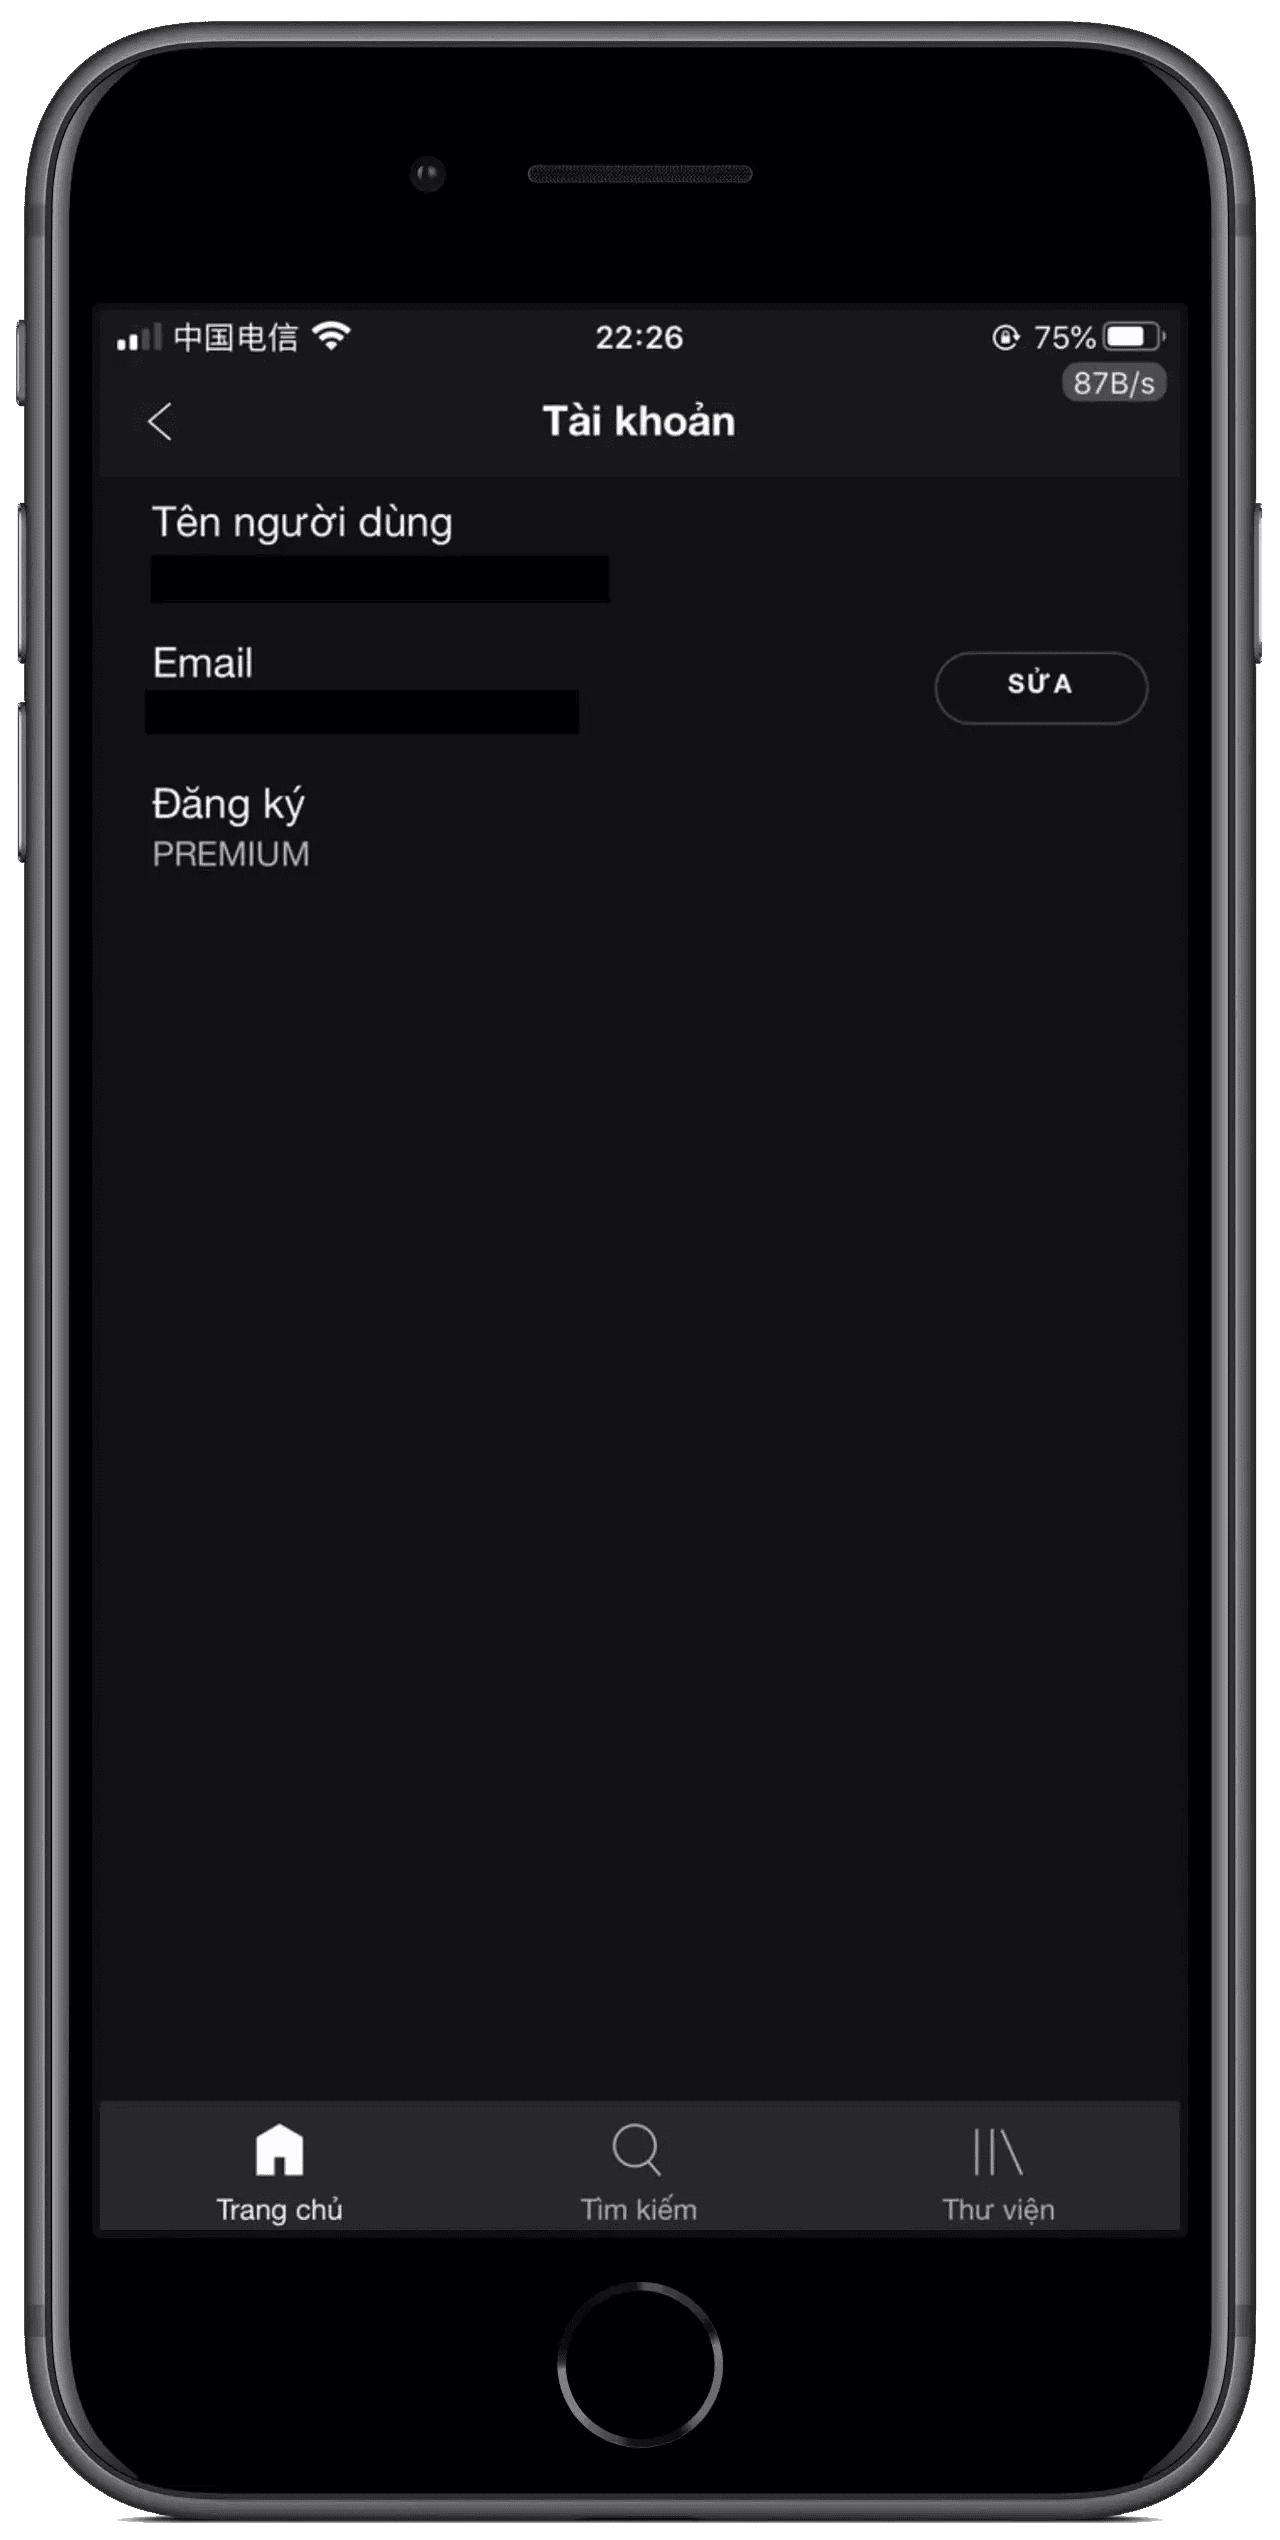 中国电信 22:26 75%
87B/s
Tài khoản
Tên người dùng
Email
SỬA
Đăng ký
PREMIUM
Trang chủ Tìm kiếm Thư viện